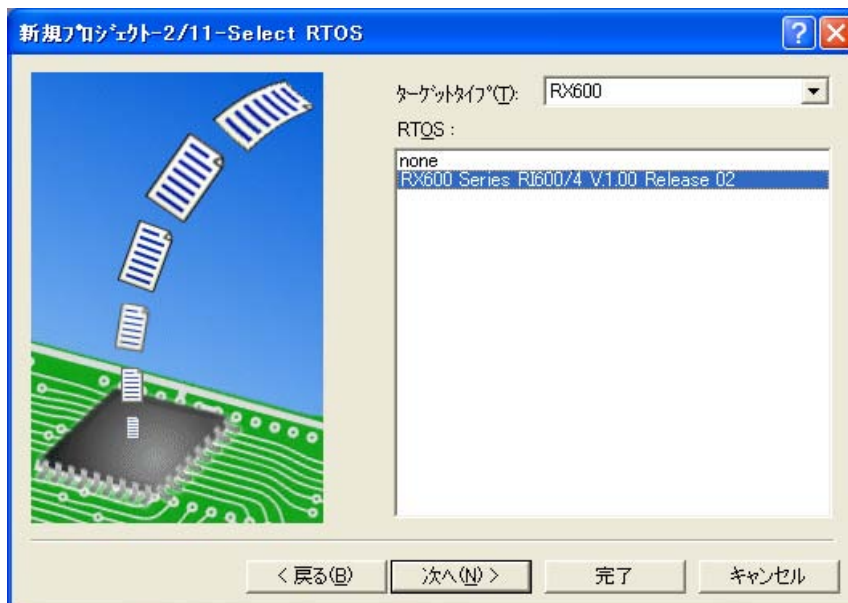 新規プロジェクト-2/11-Select RTOS
ターゲットタイプ(T):
RX600
RTOS :
none
RX600 Series RI600/4 V.1.00 Release 02
< 戻る(B)
次へ(N) >
完了
キャンセル